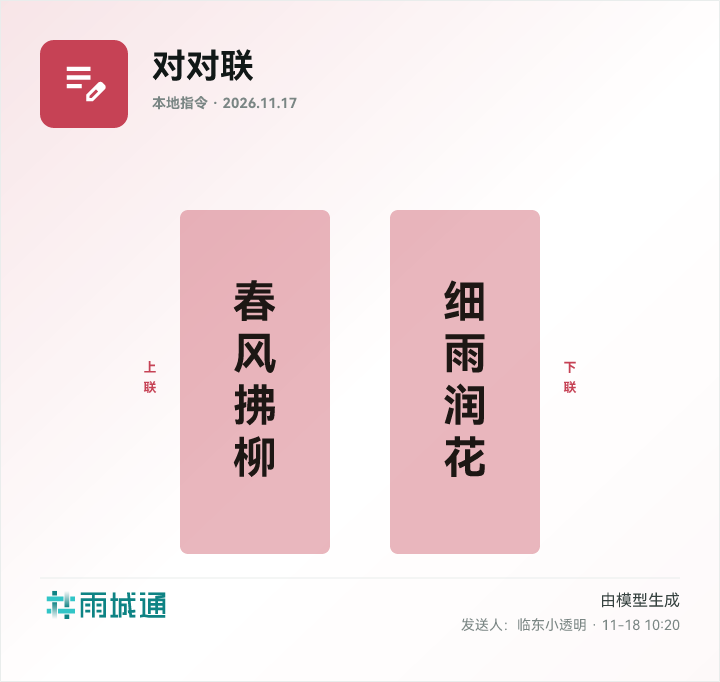 对对联
本地指令 · 2026.11.17
上联
春风拂柳
细雨润花
下联
雨城通
由模型生成
发送人：临东小透明 · 11-18 10:20